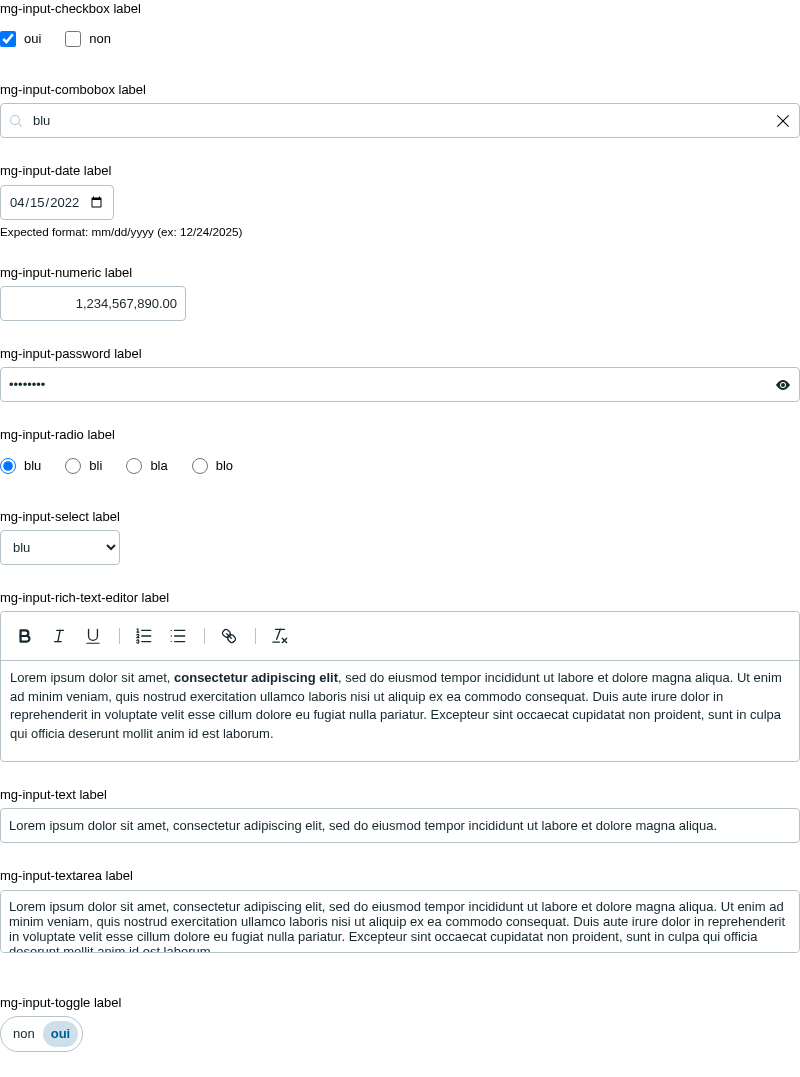 mg-input-checkbox label
oui non
mg-input-combobox label
blu
mg-input-date label
04/15/2022
Expected format: mm/dd/yyyy (ex: 12/24/2025)
mg-input-numeric label
1,234,567,890.00
mg-input-password label
••••••••
mg-input-radio label
blu bli bla blo
mg-input-select label
blu
mg-input-rich-text-editor label
Lorem ipsum dolor sit amet, consectetur adipiscing elit, sed do eiusmod tempor incididunt ut labore et dolore magna aliqua. Ut enim
ad minim veniam, quis nostrud exercitation ullamco laboris nisi ut aliquip ex ea commodo consequat. Duis aute irure dolor in
reprehenderit in voluptate velit esse cillum dolore eu fugiat nulla pariatur. Excepteur sint occaecat cupidatat non proident, sunt in culpa
qui officia deserunt mollit anim id est laborum.
mg-input-text label
Lorem ipsum dolor sit amet, consectetur adipiscing elit, sed do eiusmod tempor incididunt ut labore et dolore magna aliqua.
mg-input-textarea label
Lorem ipsum dolor sit amet, consectetur adipiscing elit, sed do eiusmod tempor incididunt ut labore et dolore magna aliqua. Ut enim ad
minim veniam, quis nostrud exercitation ullamco laboris nisi ut aliquip ex ea commodo consequat. Duis aute irure dolor in reprehenderit
in voluptate velit esse cillum dolore eu fugiat nulla pariatur. Excepteur sint occaecat cupidatat non proident, sunt in culpa qui officia
deserunt mollit anim id est laborum.
mg-input-toggle label
non oui